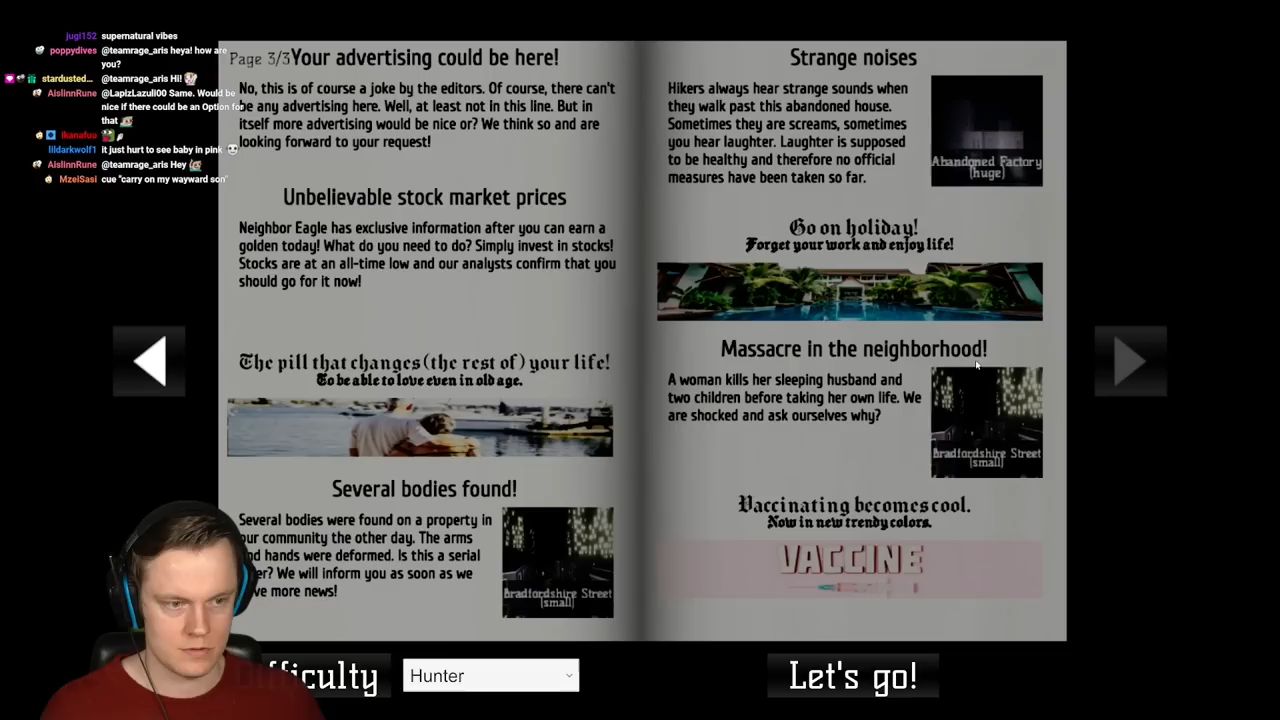 jugi152 supernatural vibes
poppydives @teamrage_aris heya! how are
you?
stardusted... @teamrage_aris Hi!
AislinnRune @LapizLazuli00 Same. Would be
nice if there could be an Option for
that
ikanafuu
lildarkwolf1 it just hurt to see baby in pink
AislinnRune @teamrage_aris Hey
MzeiSasi cue "carry on my wayward son"
Page 3/3
Your advertising could be here!
No, this is of course a joke by the editors. Of course, there can't
be any advertising here. Well, at least not in this line. But in
itself more advertising would be nice or? We think so and are
looking forward to your request!
Unbelievable stock market prices
Neighbor Eagle has exclusive information after you can earn a
golden today! What do you need to do? Simply invest in stocks!
Stocks are at an all-time low and our analysts confirm that you
should go for it now!
The pill that changes (the rest of) your life!
To be able to love even in old age.
Several bodies found!
Several bodies were found on a property in
our community the other day. The arms
and hands were deformed. Is this a serial
? We will inform you as soon as we
have more news!
Bradfordshire Street
(small)
Strange noises
Hikers always hear strange sounds when
they walk past this abandoned house.
Sometimes they are screams, sometimes
you hear laughter. Laughter is supposed
to be healthy and therefore no official
measures have been taken so far.
Abandoned Factory
(huge)
Go on holiday!
Forget your work and enjoy life!
Massacre in the neighborhood!
A woman kills her sleeping husband and
two children before taking her own life. We
are shocked and ask ourselves why?
Bradfordshire Street
(small)
Vaccinating becomes cool.
Now in new trendy colors.
VACCINE
Difficulty
Hunter
Let's go!